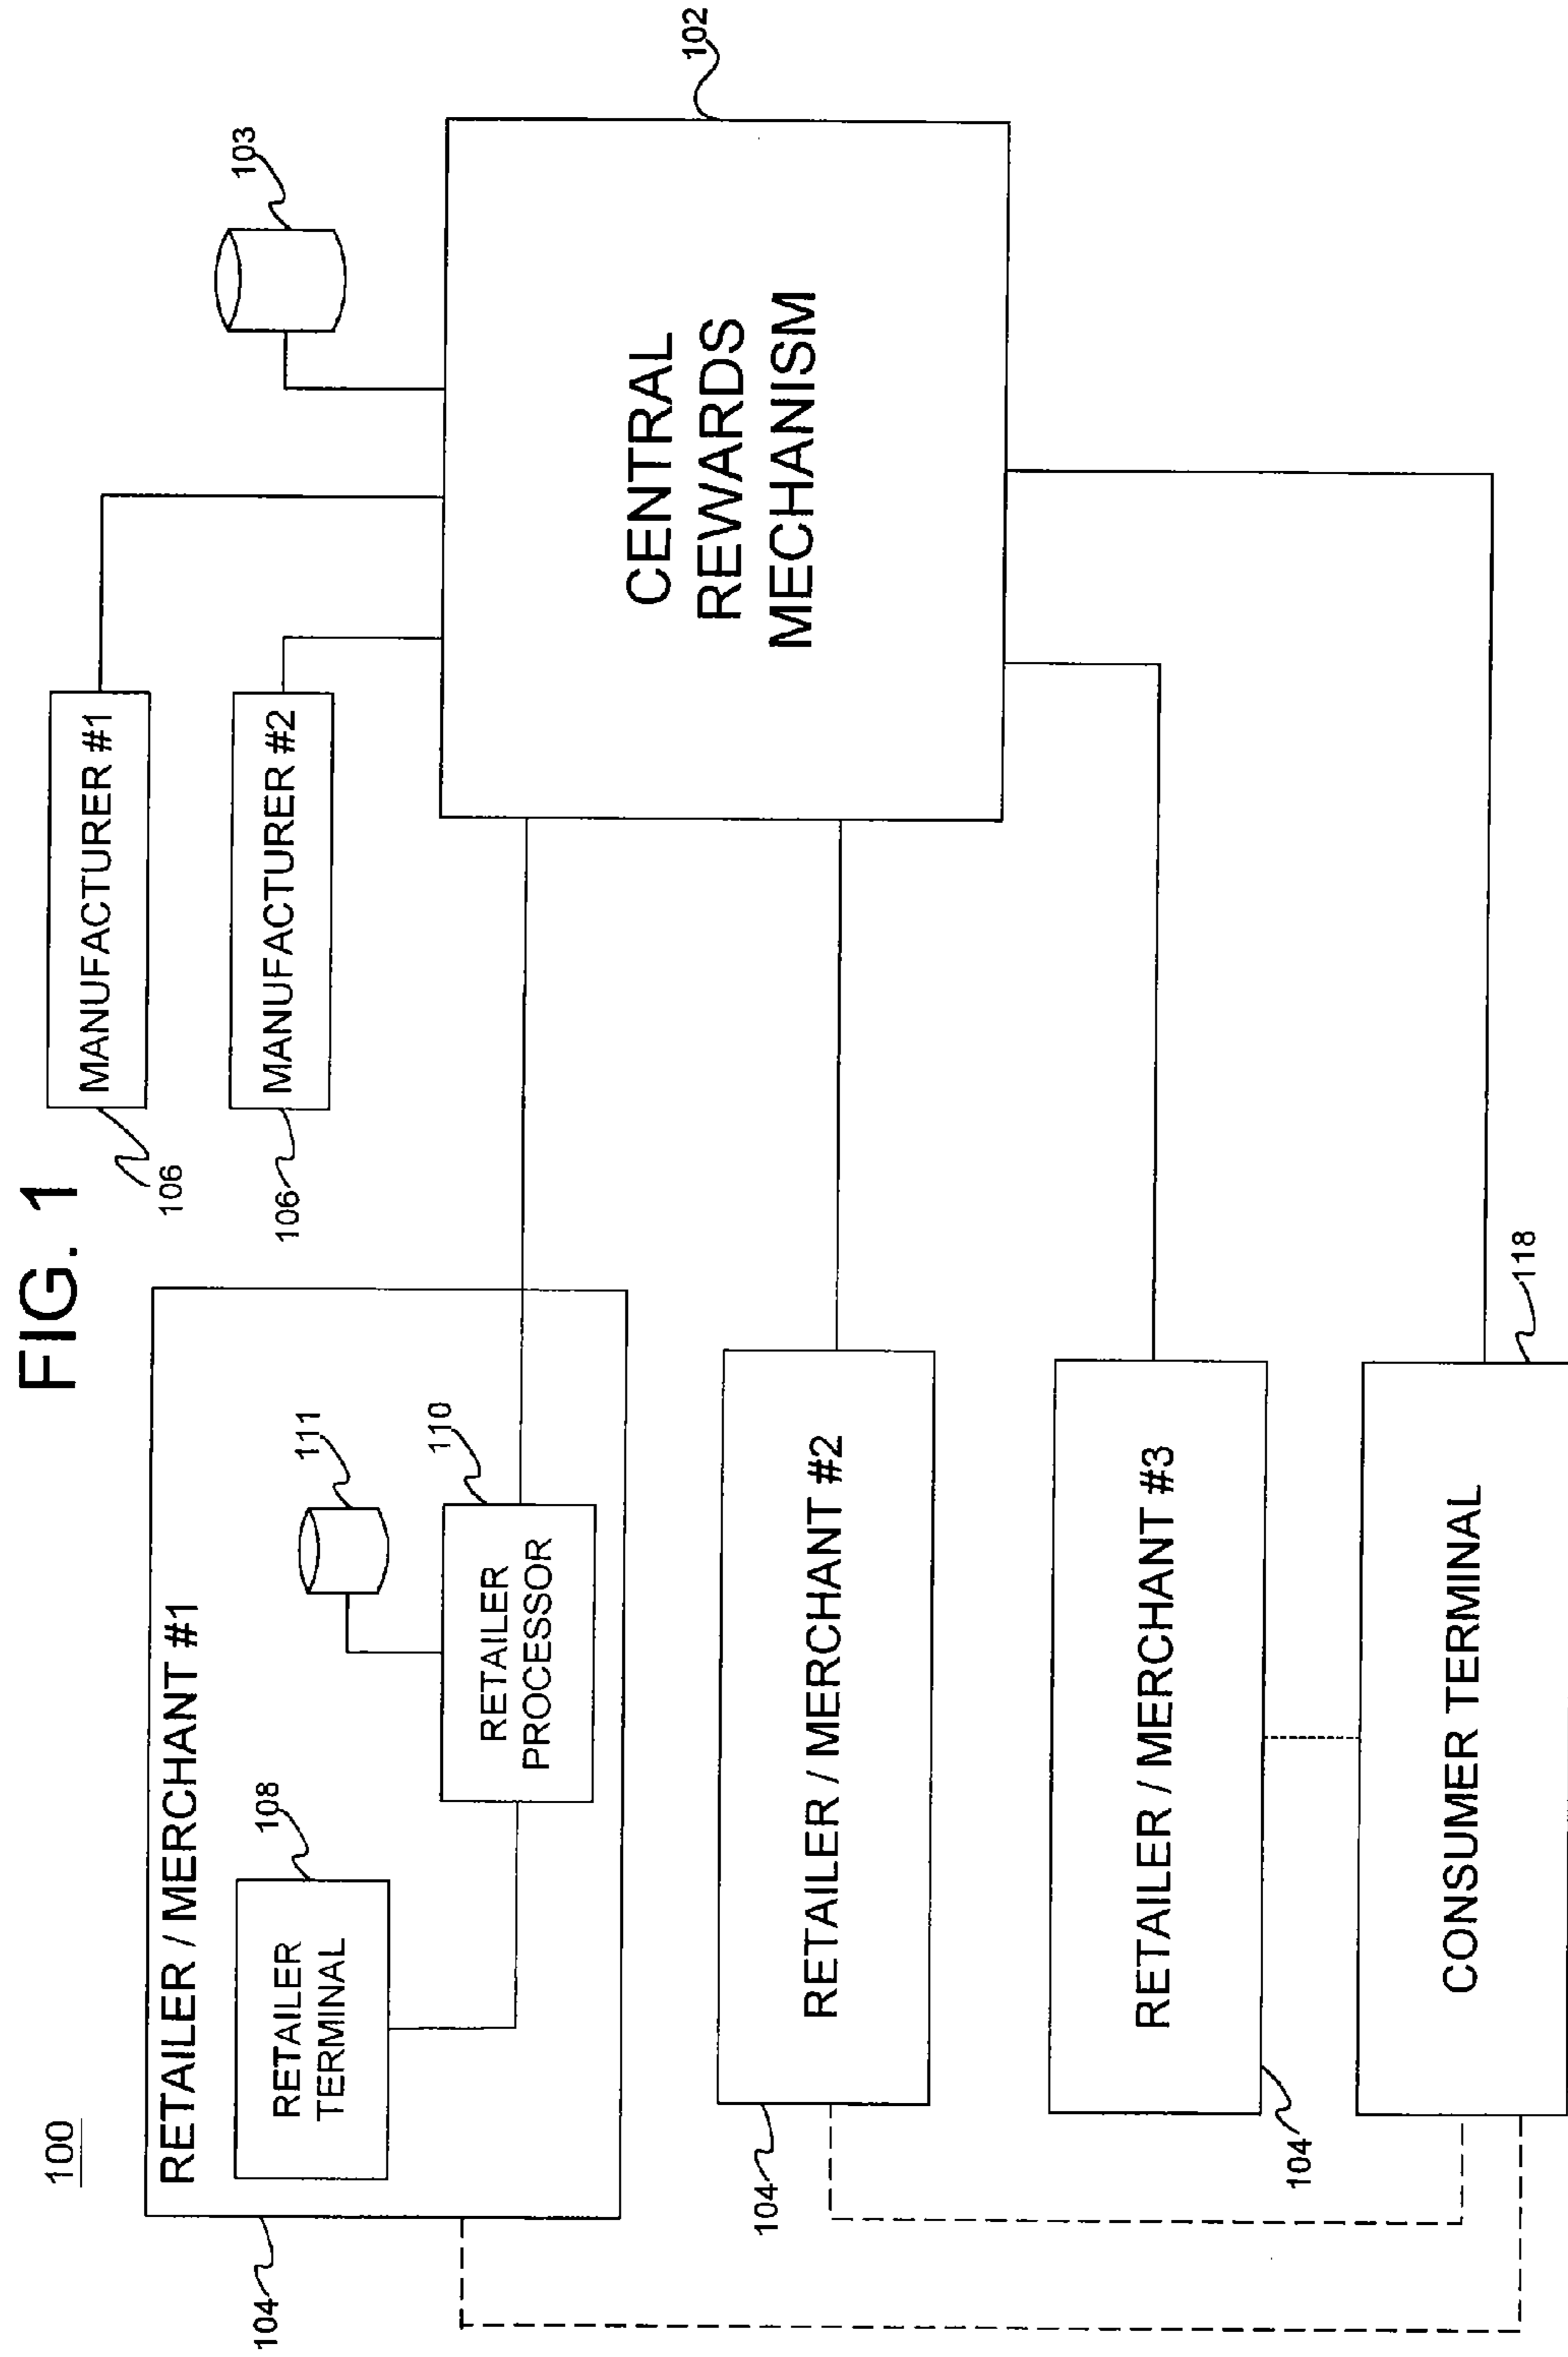 FIG. 1
100
RETAILER / MERCHANT #1
104
RETAILER
TERMINAL
108
111
RETAILER
PROCESSOR
110
MANUFACTURER #1
106
MANUFACTURER #2
106
103
CENTRAL
REWARDS
MECHANISM
102
RETAILER / MERCHANT #2
104
RETAILER / MERCHANT #3
104
CONSUMER TERMINAL
118